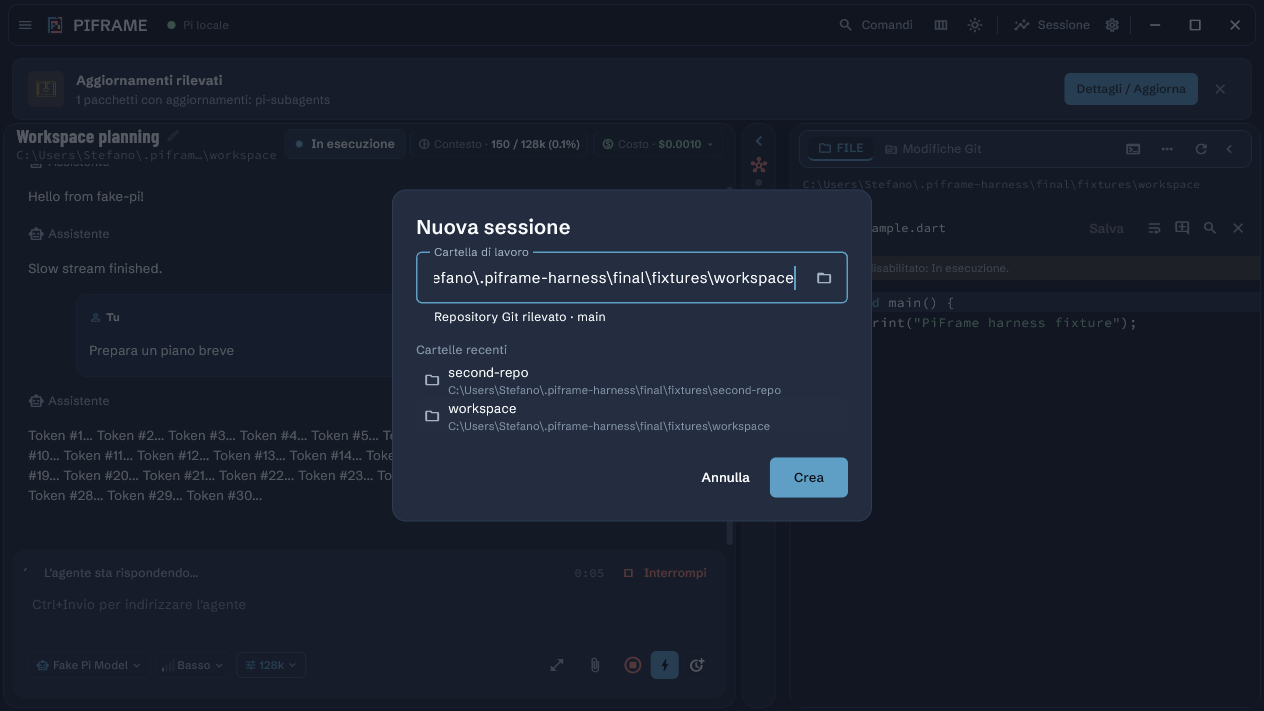 PIFRAME
Pi locale
Comandi
Sessione
Aggiornamenti rilevati
1 pacchetti con aggiornamenti: pi-subagents
Dettagli / Aggiorna
Workspace planning
C:\Users\Stefano\.pifram…\workspace
In esecuzione
Contesto · 150 / 128k (0.1%)
Costo · $0.0010
Assistente
Hello from fake-pi!
Assistente
Slow stream finished.
Tu
Prepara un piano breve
Assistente
Token #1... Token #2... Token #3... Token #4... Token #5...
#10... Token #11... Token #12... Token #13... Token #14...
#19... Token #20... Token #21... Token #22... Token #23...
Token #28... Token #29... Token #30...
L'agente sta rispondendo...
0:05
Interrompi
Ctrl+Invio per indirizzare l'agente
Fake Pi Model
Basso
128k
Nuova sessione
Cartella di lavoro
efano\.piframe-harness\final\fixtures\workspace
Repository Git rilevato · main
Cartelle recenti
second-repo
C:\Users\Stefano\.piframe-harness\final\fixtures\second-repo
workspace
C:\Users\Stefano\.piframe-harness\final\fixtures\workspace
Annulla
Crea
FILE
Modifiche Git
C:\Users\Stefano\.piframe-harness\final\fixtures\workspace
ample.dart
Salva
isabilitato: In esecuzione.
d main() {
rint("PiFrame harness fixture");